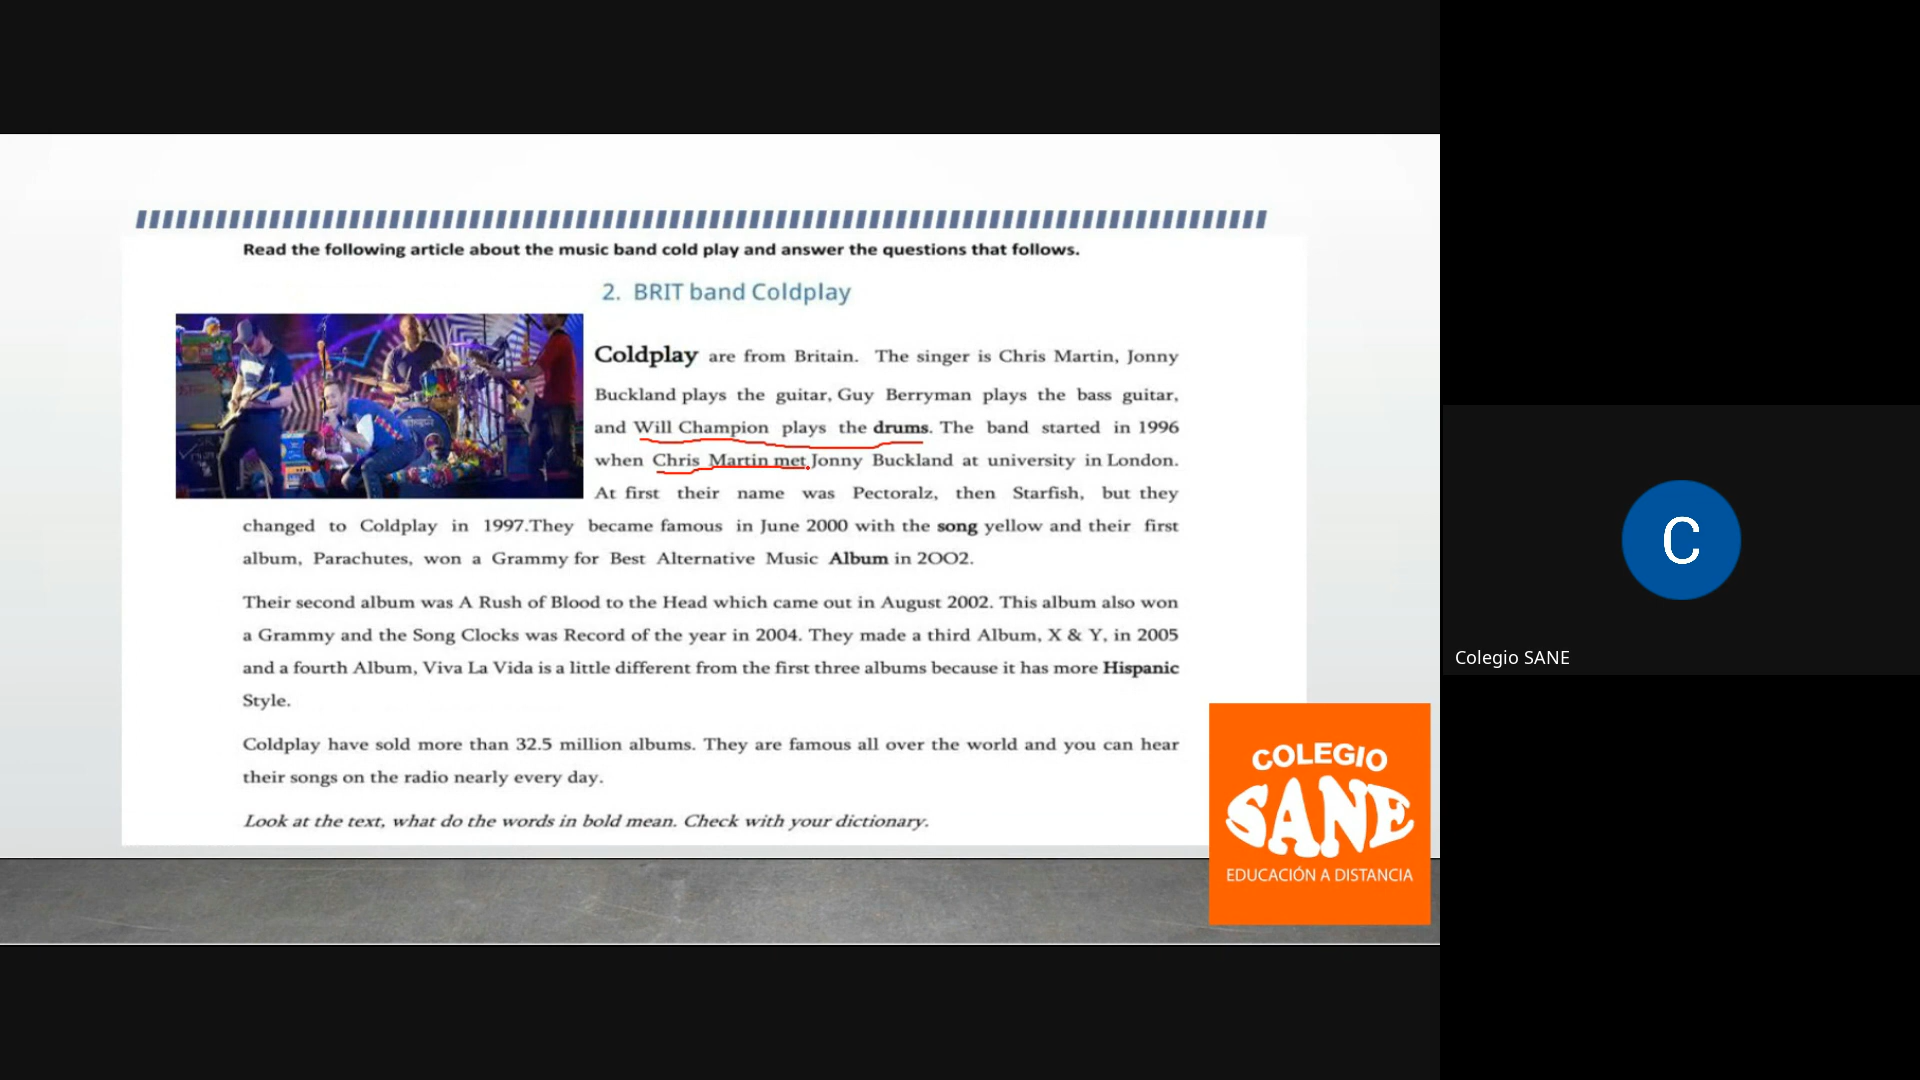 Read the following article about the music band cold play and answer the questions that follows.
2. BRIT band Coldplay
Coldplay are from Britain. The singer is Chris Martin, Jonny
Buckland plays the guitar, Guy Berryman plays the bass guitar,
and Will Champion plays the drums. The band started in 1996
when Chris Martin met Jonny Buckland at university in London.
At first their name was Pectoralz, then Starfish, but they
changed to Coldplay in 1997.They became famous in June 2000 with the song yellow and their first
album, Parachutes, won a Grammy for Best Alternative Music Album in 2OO2.
Their second album was A Rush of Blood to the Head which came out in August 2002. This album also won
a Grammy and the Song Clocks was Record of the year in 2004. They made a third Album, X & Y, in 2005
and a fourth Album, Viva La Vida is a little different from the first three albums because it has more Hispanic
Style.
Coldplay have sold more than 32.5 million albums. They are famous all over the world and you can hear
their songs on the radio nearly every day.
Look at the text, what do the words in bold mean. Check with your dictionary.
COLEGIO
SANE
EDUCACIÓN A DISTANCIA
C
Colegio SANE